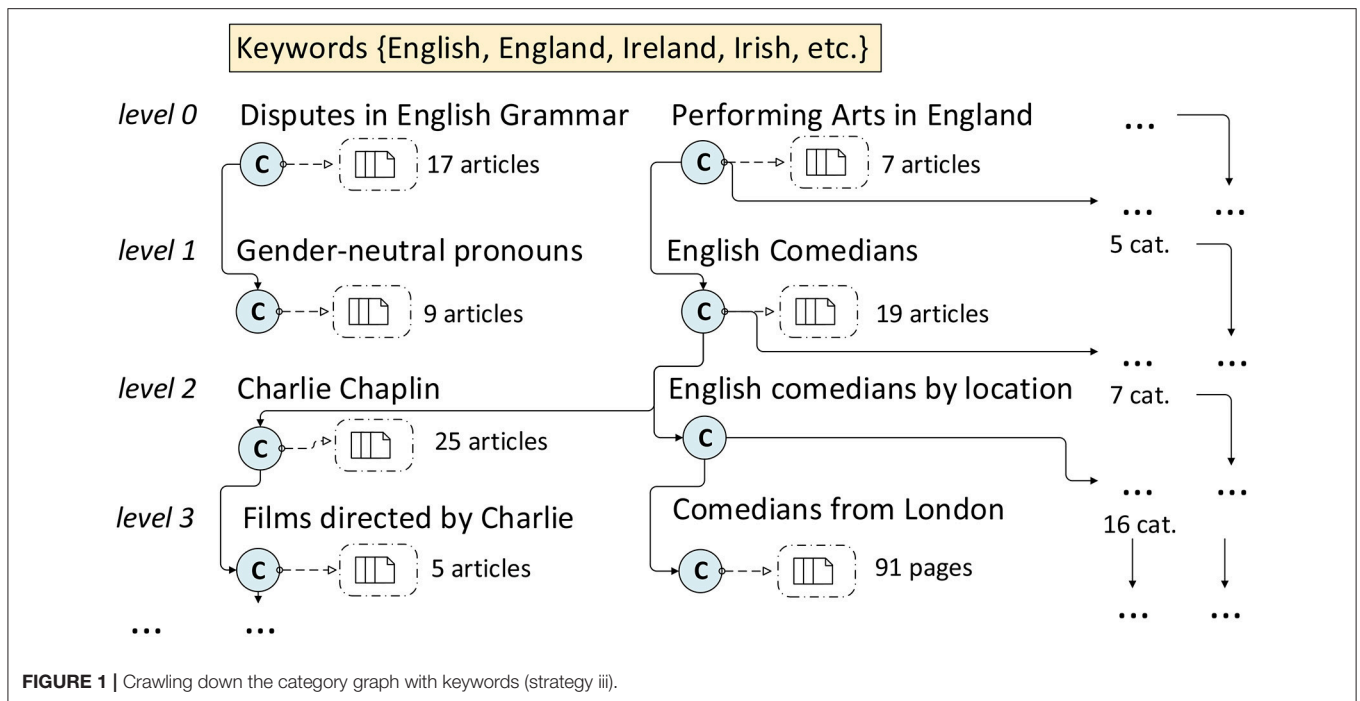 Keywords {English, England, Ireland, Irish, etc.}
level 0 Disputes in English Grammar Performing Arts in England ...
C 17 articles C 7 articles
... ...
level 1 Gender-neutral pronouns English Comedians 5 cat.
C 9 articles C 19 articles
... ...
level 2 Charlie Chaplin English comedians by location 7 cat.
C 25 articles C
... ...
level 3 Films directed by Charlie Comedians from London 16 cat.
C 5 articles C 91 pages
... ... ... ...
FIGURE 1 | Crawling down the category graph with keywords (strategy iii).